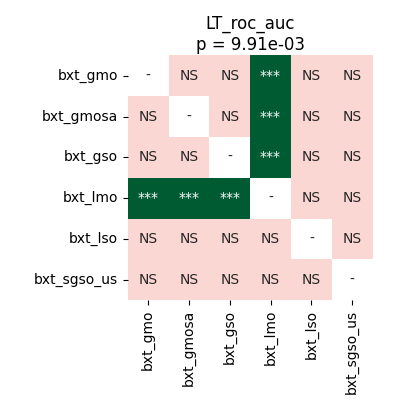 LT_roc_auc
p = 9.91e-03
bxt_gmo - NS NS *** NS NS
bxt_gmosa NS - NS *** NS NS
bxt_gso NS NS - *** NS NS
bxt_lmo *** *** *** - NS NS
bxt_lso NS NS NS NS - NS
bxt_sgso_us NS NS NS NS NS -
bxt_gmo
bxt_gmosa
bxt_gso
bxt_lmo
bxt_lso
bxt_sgso_us